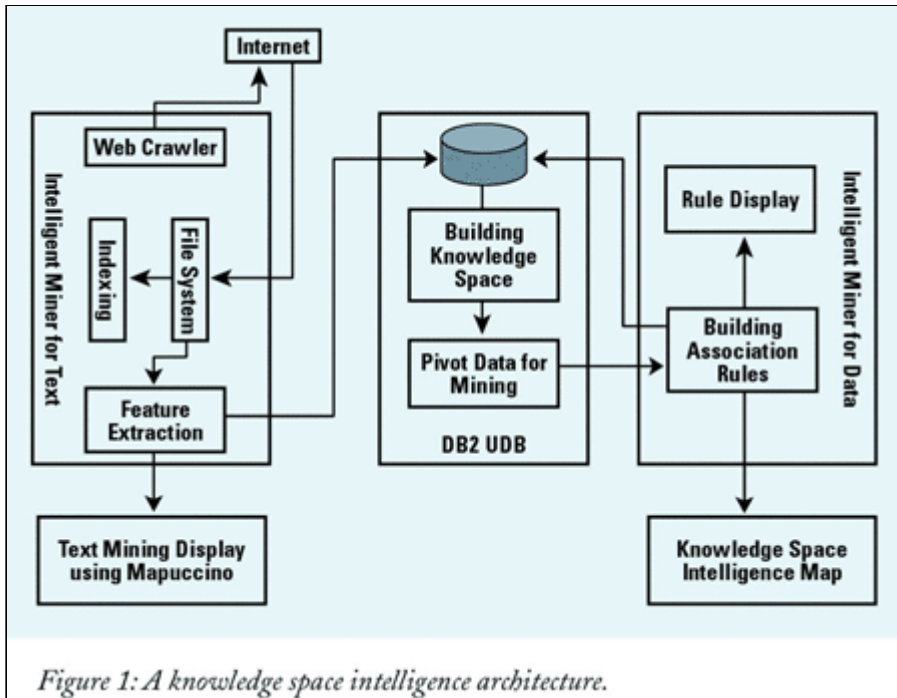 Internet
Intelligent Miner for Text
Web Crawler
Indexing
File System
Feature
Extraction
Text Mining Display
using Mapuccino
Building
Knowledge
Space
Pivot Data for
Mining
DB2 UDB
Rule Display
Building
Association
Rules
Intelligent Miner for Data
Knowledge Space
Intelligence Map
Figure 1: A knowledge space intelligence architecture.